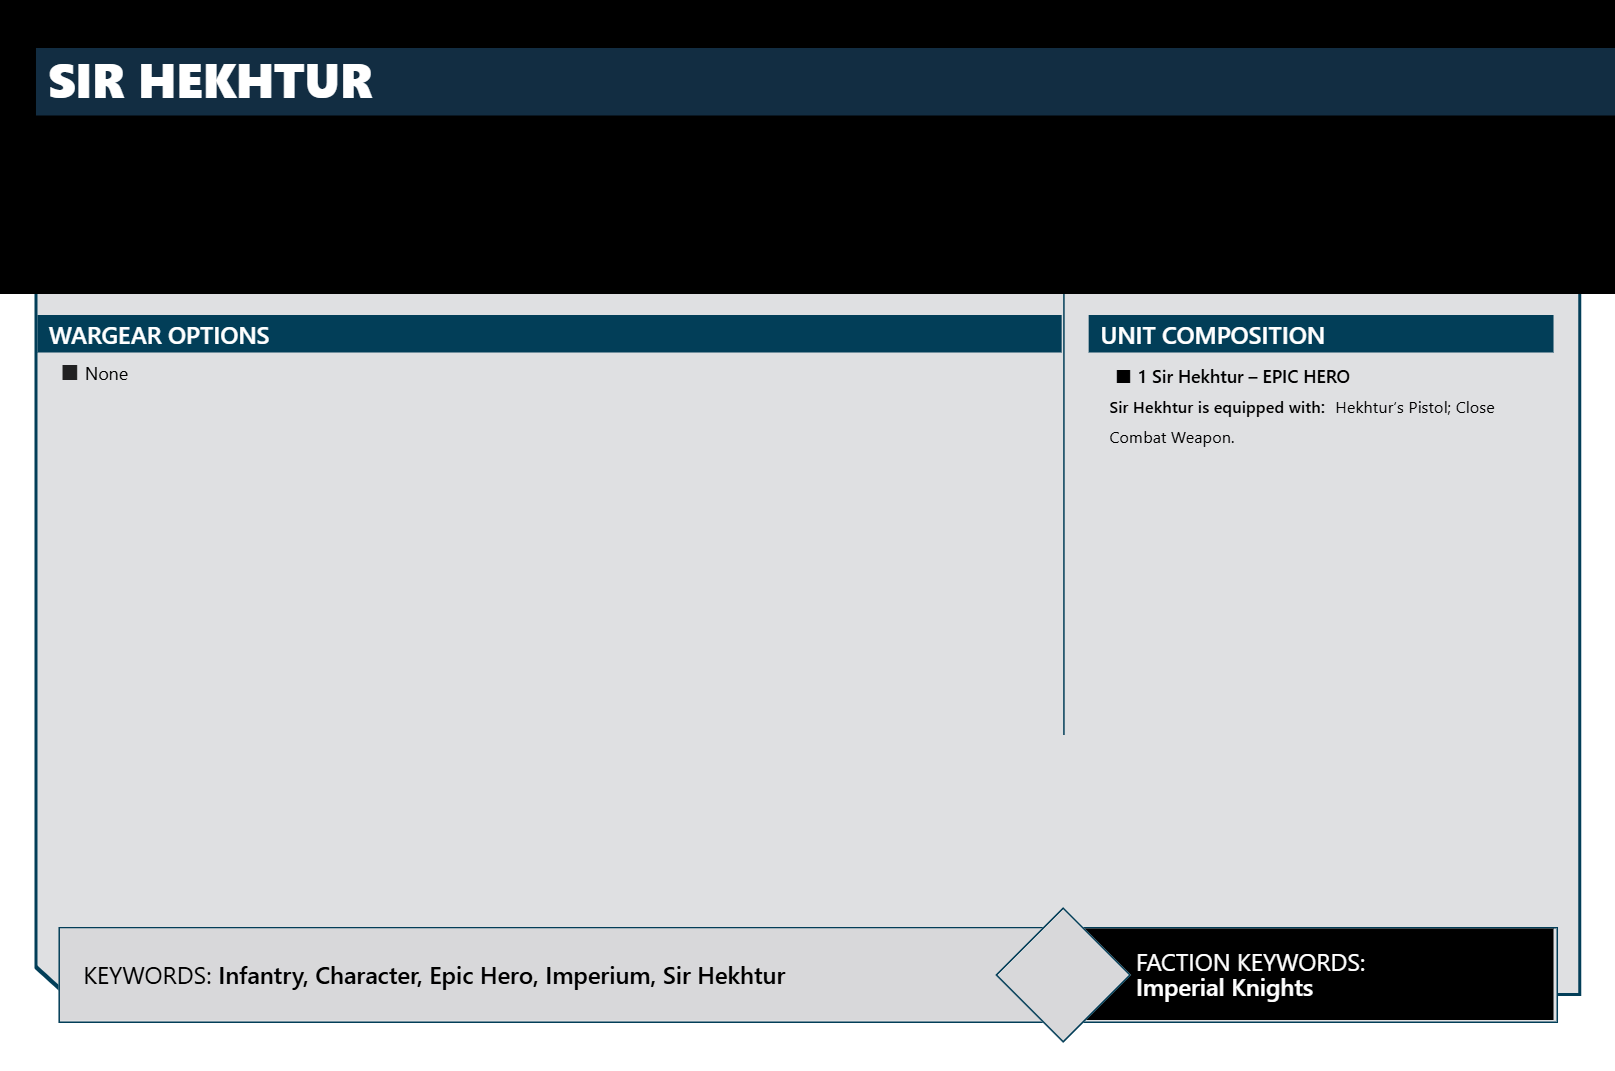 SIR HEKHTUR
WARGEAR OPTIONS
■ None
UNIT COMPOSITION
■ 1 Sir Hekhtur – EPIC HERO
Sir Hekhtur is equipped with: Hekhtur’s Pistol; Close
Combat Weapon.
KEYWORDS: Infantry, Character, Epic Hero, Imperium, Sir Hekhtur
FACTION KEYWORDS:
Imperial Knights